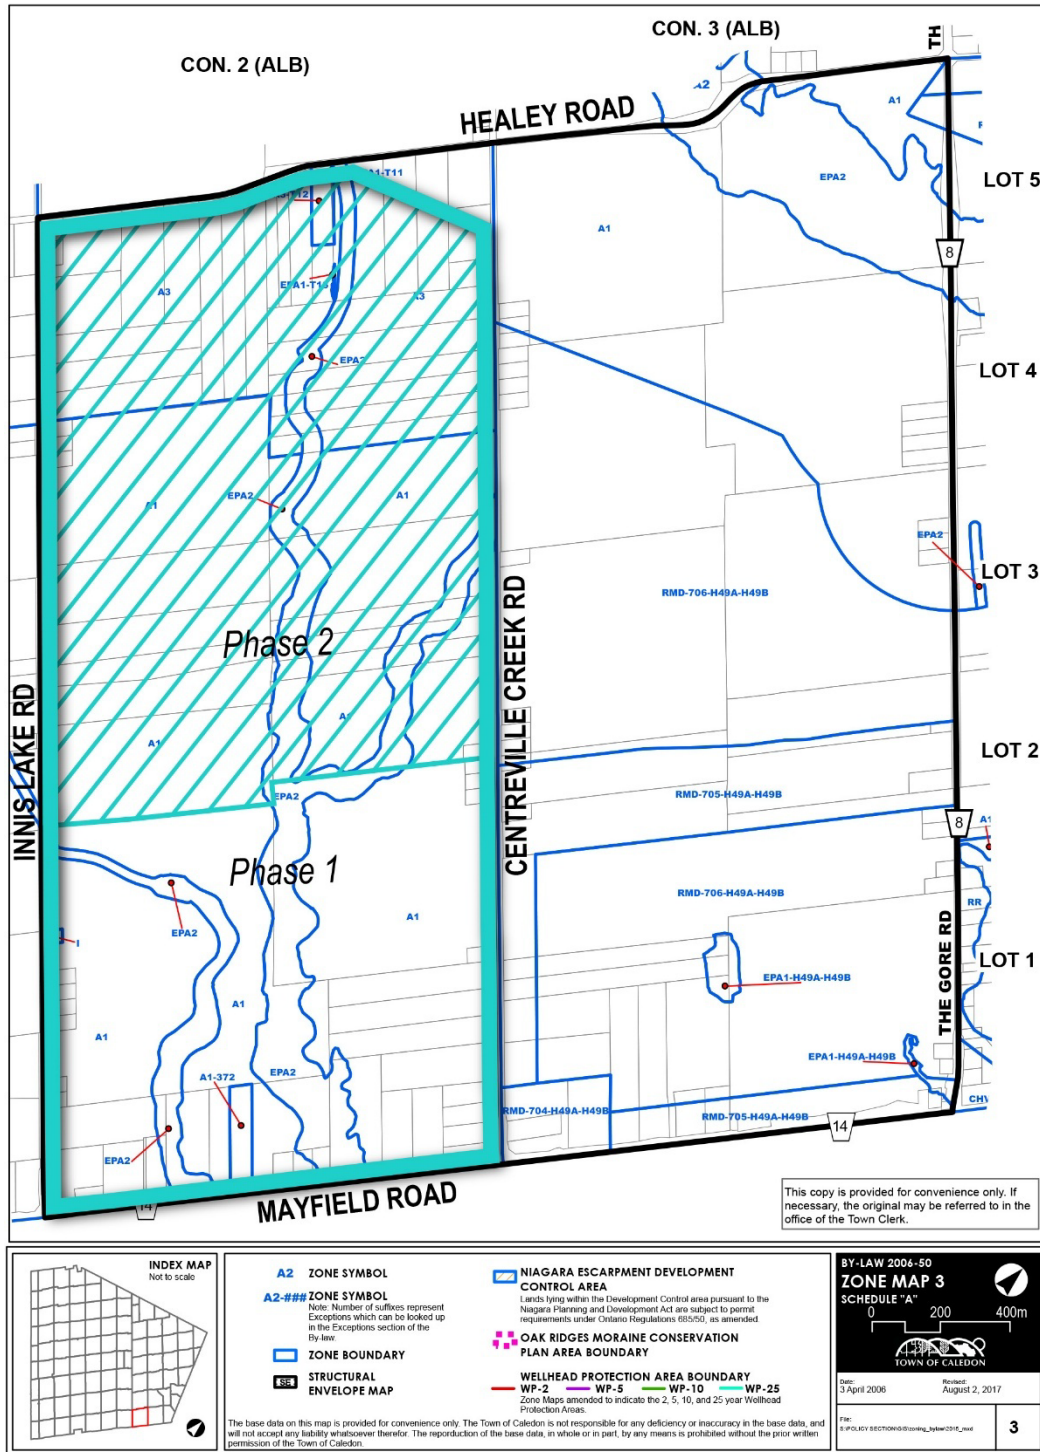 CON. 3 (ALB)
CON. 2 (ALB)
TH
A2
HEALEY ROAD
A1
LOT 5
EPA2
A1
8
A3
LOT 4
EPA2
EPA2
A1
EPA2
LOT 3
RMD-706-H49A-H49B
Phase 2
CENTREVILLE CREEK RD
INNIS LAKE RD
A1
LOT 2
EPA2
RMD-705-H49A-H49B
8
A1
Phase 1
RMD-706-H49A-H49B
RR
A1
EPA2
I
LOT 1
EPA1-H49A-H49B
THE GORE RD
A1
A1
EPA1-H49A-H49B
EPA2
A1-372
RMD-704-H49A-H49B
RMD-705-H49A-H49B
14
EPA2
MAYFIELD ROAD
This copy is provided for convenience only. If
necessary, the original may be referred to in the
office of the Town Clerk.
INDEX MAP
Not to scale
A2 ZONE SYMBOL
A2-### ZONE SYMBOL
Note: Number of suffixes represent
Exceptions which can be looked up
in the Exceptions section of the
By-law.
ZONE BOUNDARY
SE STRUCTURAL
ENVELOPE MAP
NIAGARA ESCARPMENT DEVELOPMENT
CONTROL AREA
Lands lying within the Development Control area pursuant to the
Niagara Planning and Development Act are subject to permit
requirements under Ontario Regulations 685/50, as amended
OAK RIDGES MORAINE CONSERVATION
PLAN AREA BOUNDARY
WELLHEAD PROTECTION AREA BOUNDARY
WP-2 WP-5 WP-10 WP-25
Zone Maps amended to indicate the 2, 5, 10, and 25 year Wellhead
Protection Areas.
The base data on this map is provided for convenience only. The Town of Caledon is not responsible for any deficiency or inaccuracy in the base data, and
will not accept any liability whatsoever therefor. The reproduction of the base data, in whole or in part, by any means is prohibited without the prior written
permission of the Town of Caledon.
BY-LAW 2006-50
ZONE MAP 3
SCHEDULE "A"
0 200 400m
TOWN OF CALEDON
Date:
3 April 2006
Revised:
August 2, 2017
File:
3